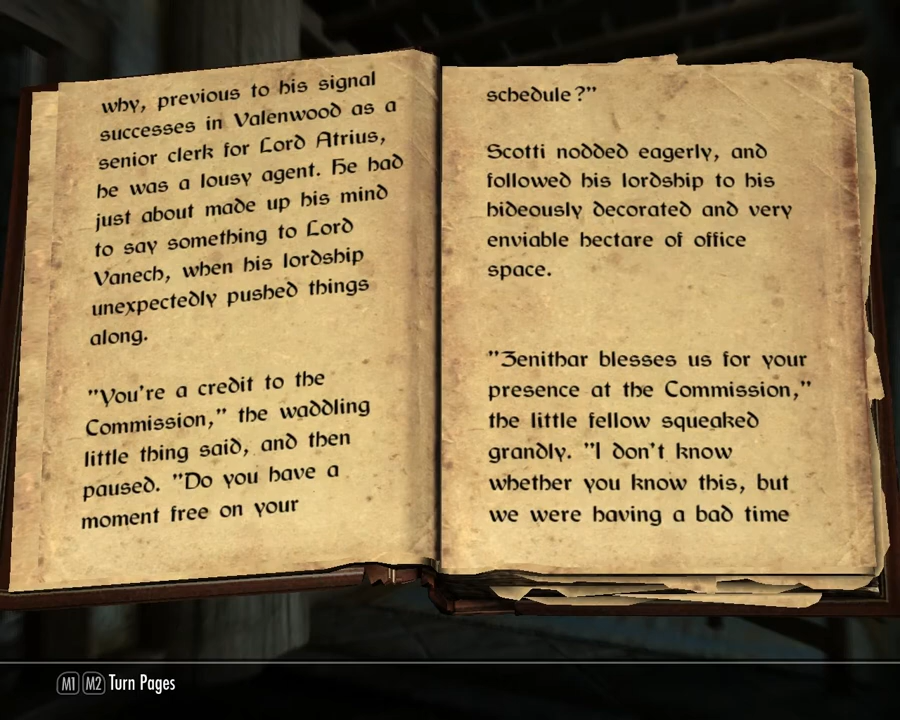 why, previous to his signal
successes in Valenwood as a
senior clerk for Lord Atrius,
he was a lousy agent. He had
just about made up his mind
to say something to Lord
Vanech, when his lordship
unexpectedly pushed things
along.
"You're a credit to the
Commission," the waddling
little thing said, and then
paused. "Do you have a
moment free on your
schedule?"
Scotti nodded eagerly, and
followed his lordship to his
hideously decorated and very
enviable hectare of office
space.
"Zenithar blesses us for your
presence at the Commission,"
the little fellow squeaked
grandly. "I don't know
whether you know this, but
we were having a bad time
M1 M2 Turn Pages